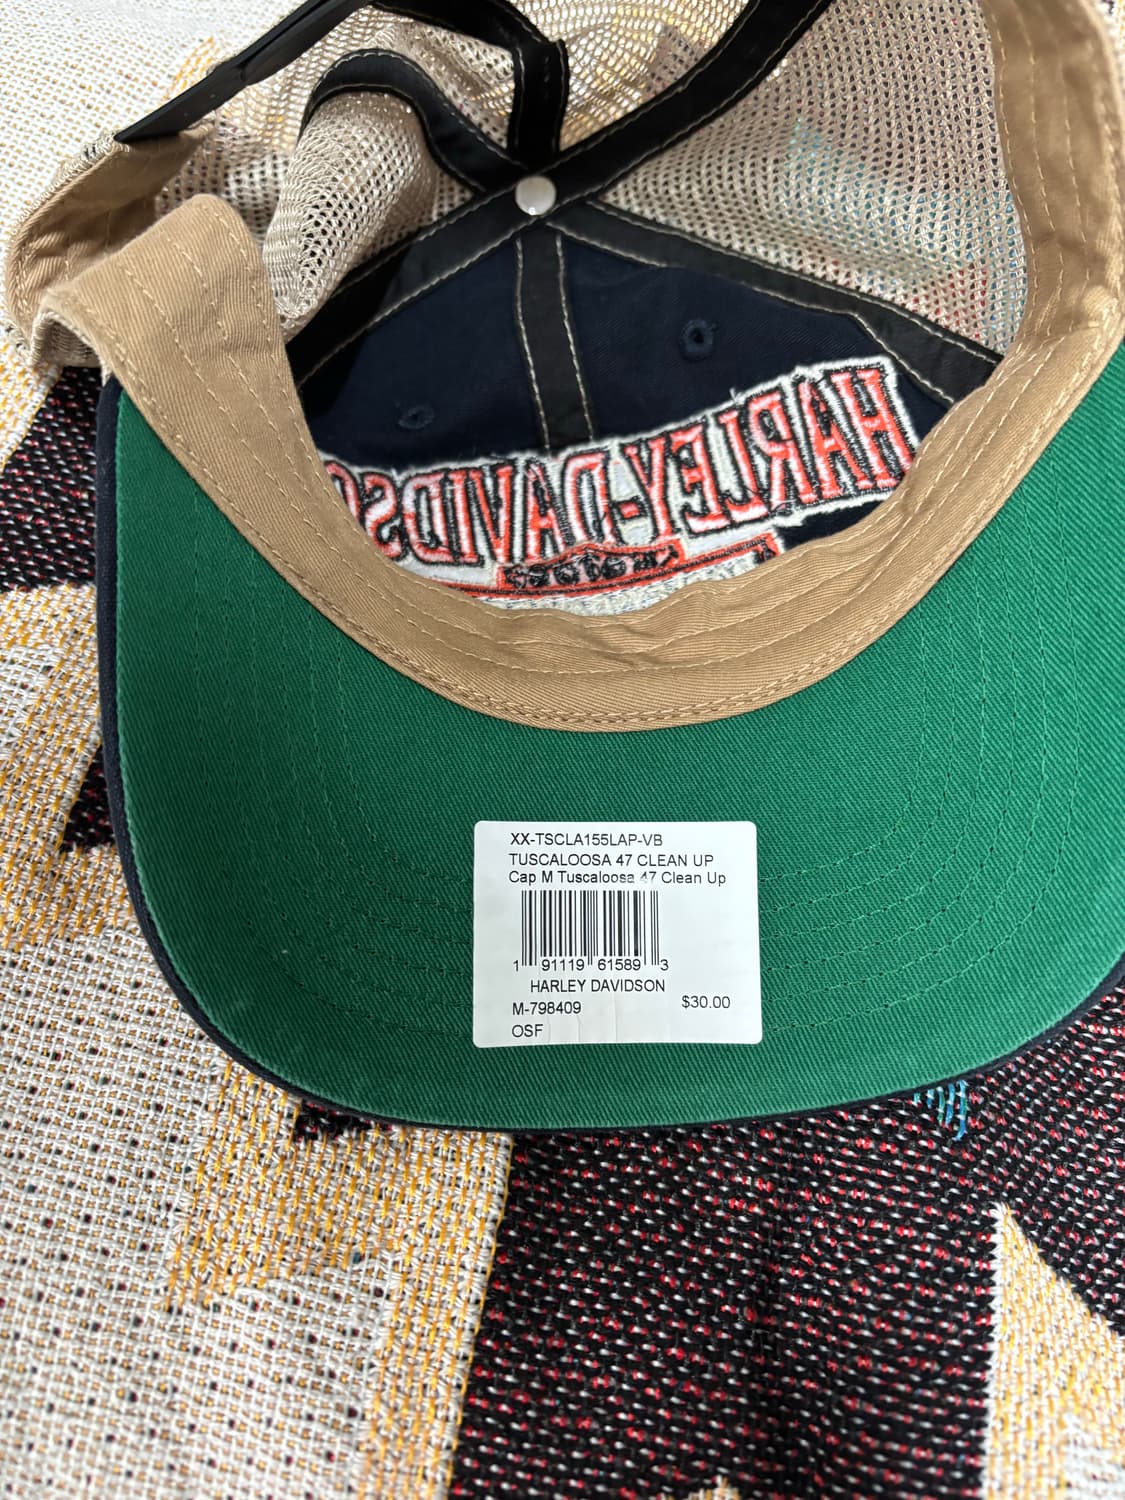 HARLEY-DAVIDSO
XX-TSCLA155LAP-VB
TUSCALOOSA 47 CLEAN UP
Cap M Tuscaloosa 47 Clean Up
1 91119 61589 3
HARLEY DAVIDSON
M-798409 $30.00
OSF